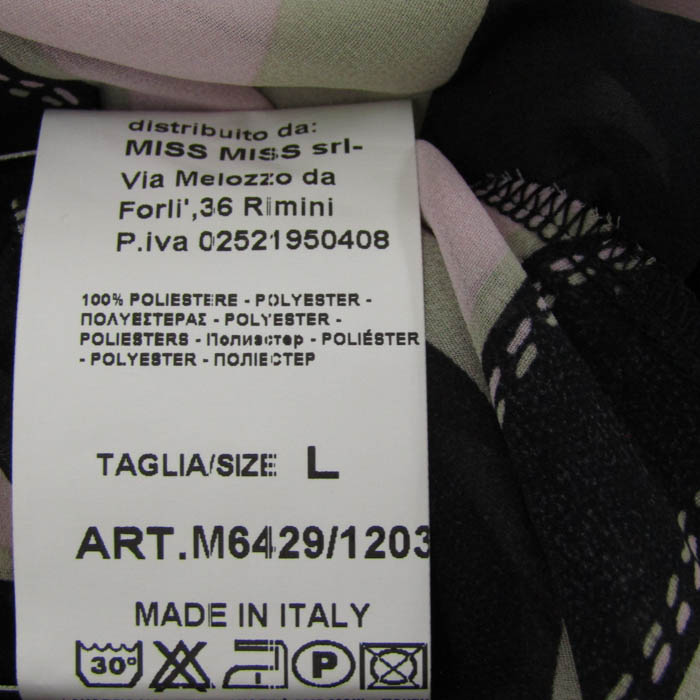 distribuito da:
MISS MISS srl-
Via Melozzo da
Forli',36 Rimini
P.iva 02521950408
100% POLIESTERE - POLYESTER -
ΠΟΛΥΕΣΤΕΡΑΣ - POLYESTER -
POLIESTERS - Полиэстер - POLIÉSTER
- POLYESTER - ПОЛІЕСТЕР
TAGLIA/SIZE L
ART.M6429/1203
MADE IN ITALY
30° P